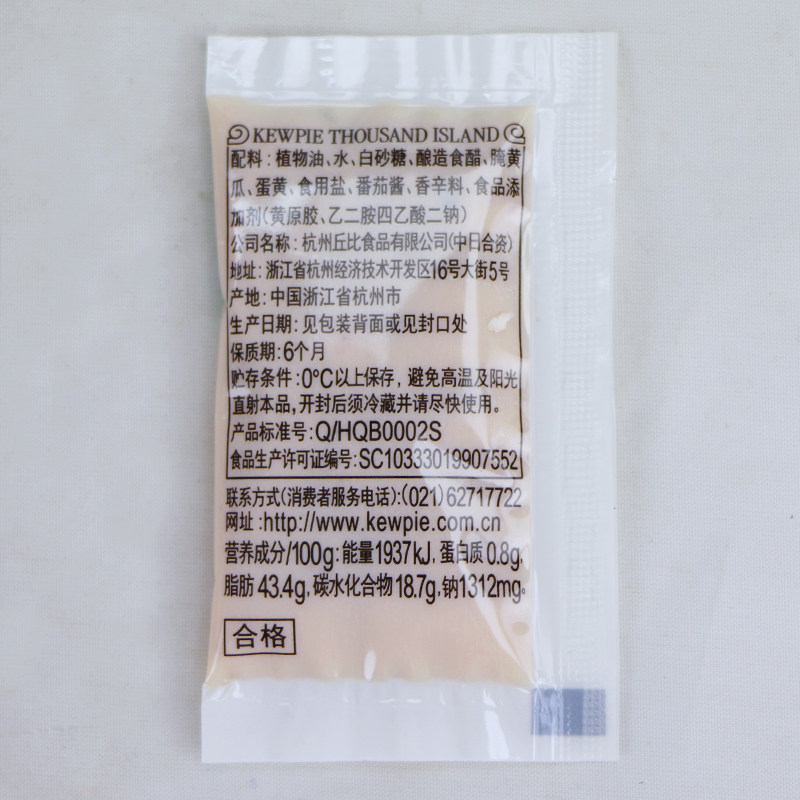 KEWPIE THOUSAND ISLAND
配料：植物油、水、白砂糖、酿造食醋、腌黄
瓜、蛋黄、食用盐、番茄酱、香辛料、食品添
加剂(黄原胶、乙二胺四乙酸二钠)
公司名称：杭州丘比食品有限公司(中日合资)
地址：浙江省杭州经济技术开发区16号大街5号
产地：中国浙江省杭州市
生产日期：见包装背面或见封口处
保质期：6个月
贮存条件：0℃以上保存，避免高温及阳光
直射本品，开封后须冷藏并请尽快使用。
产品标准号：Q/HQB0002S
食品生产许可证编号：SC10333019907552
联系方式(消费者服务电话)：(021)62717722
网址：http://www.kewpie.com.cn
营养成分/100g：能量1937kJ，蛋白质0.8g，
脂肪43.4g，碳水化合物18.7g，钠1312mg。
合格